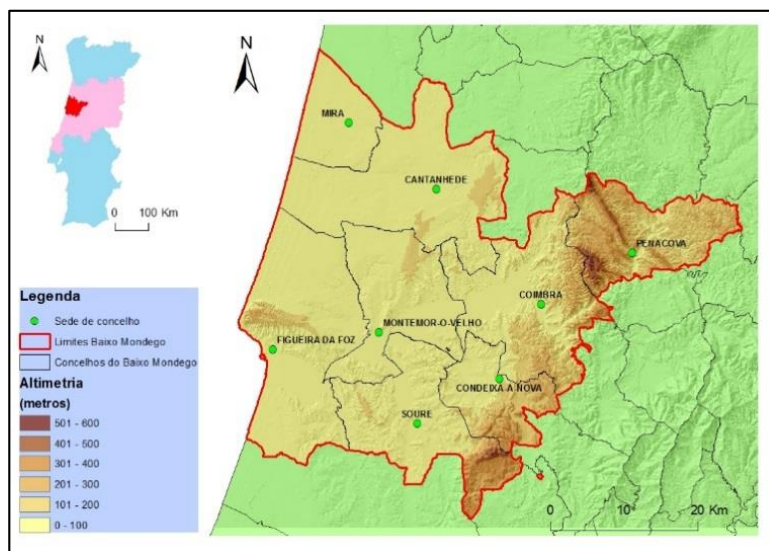 N
0 100 Km
Legenda
Sede de concelho
Limites Baixo Mondego
Concelhos do Baixo Mondego
Altimetria
(metros)
501 - 600
401 - 500
301 - 400
201 - 300
101 - 200
0 - 100
N
MIRA
CANTANHEDE
PENACOVA
COIMBRA
MONTEMOR-O-VELHO
FIGUEIRA DA FOZ
CONDEIXA A NOVA
SOURE
0 10 20 Km